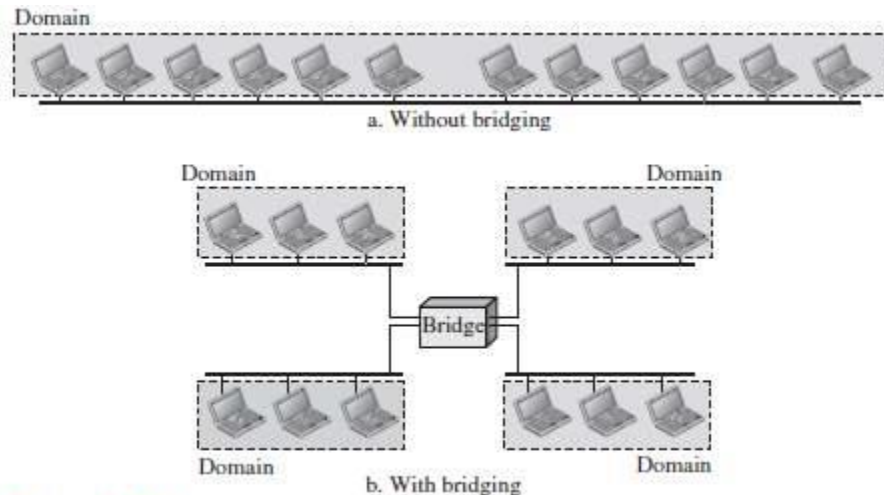 Domain
a. Without bridging
Domain
Domain
Bridge
Domain
Domain
b. With bridging